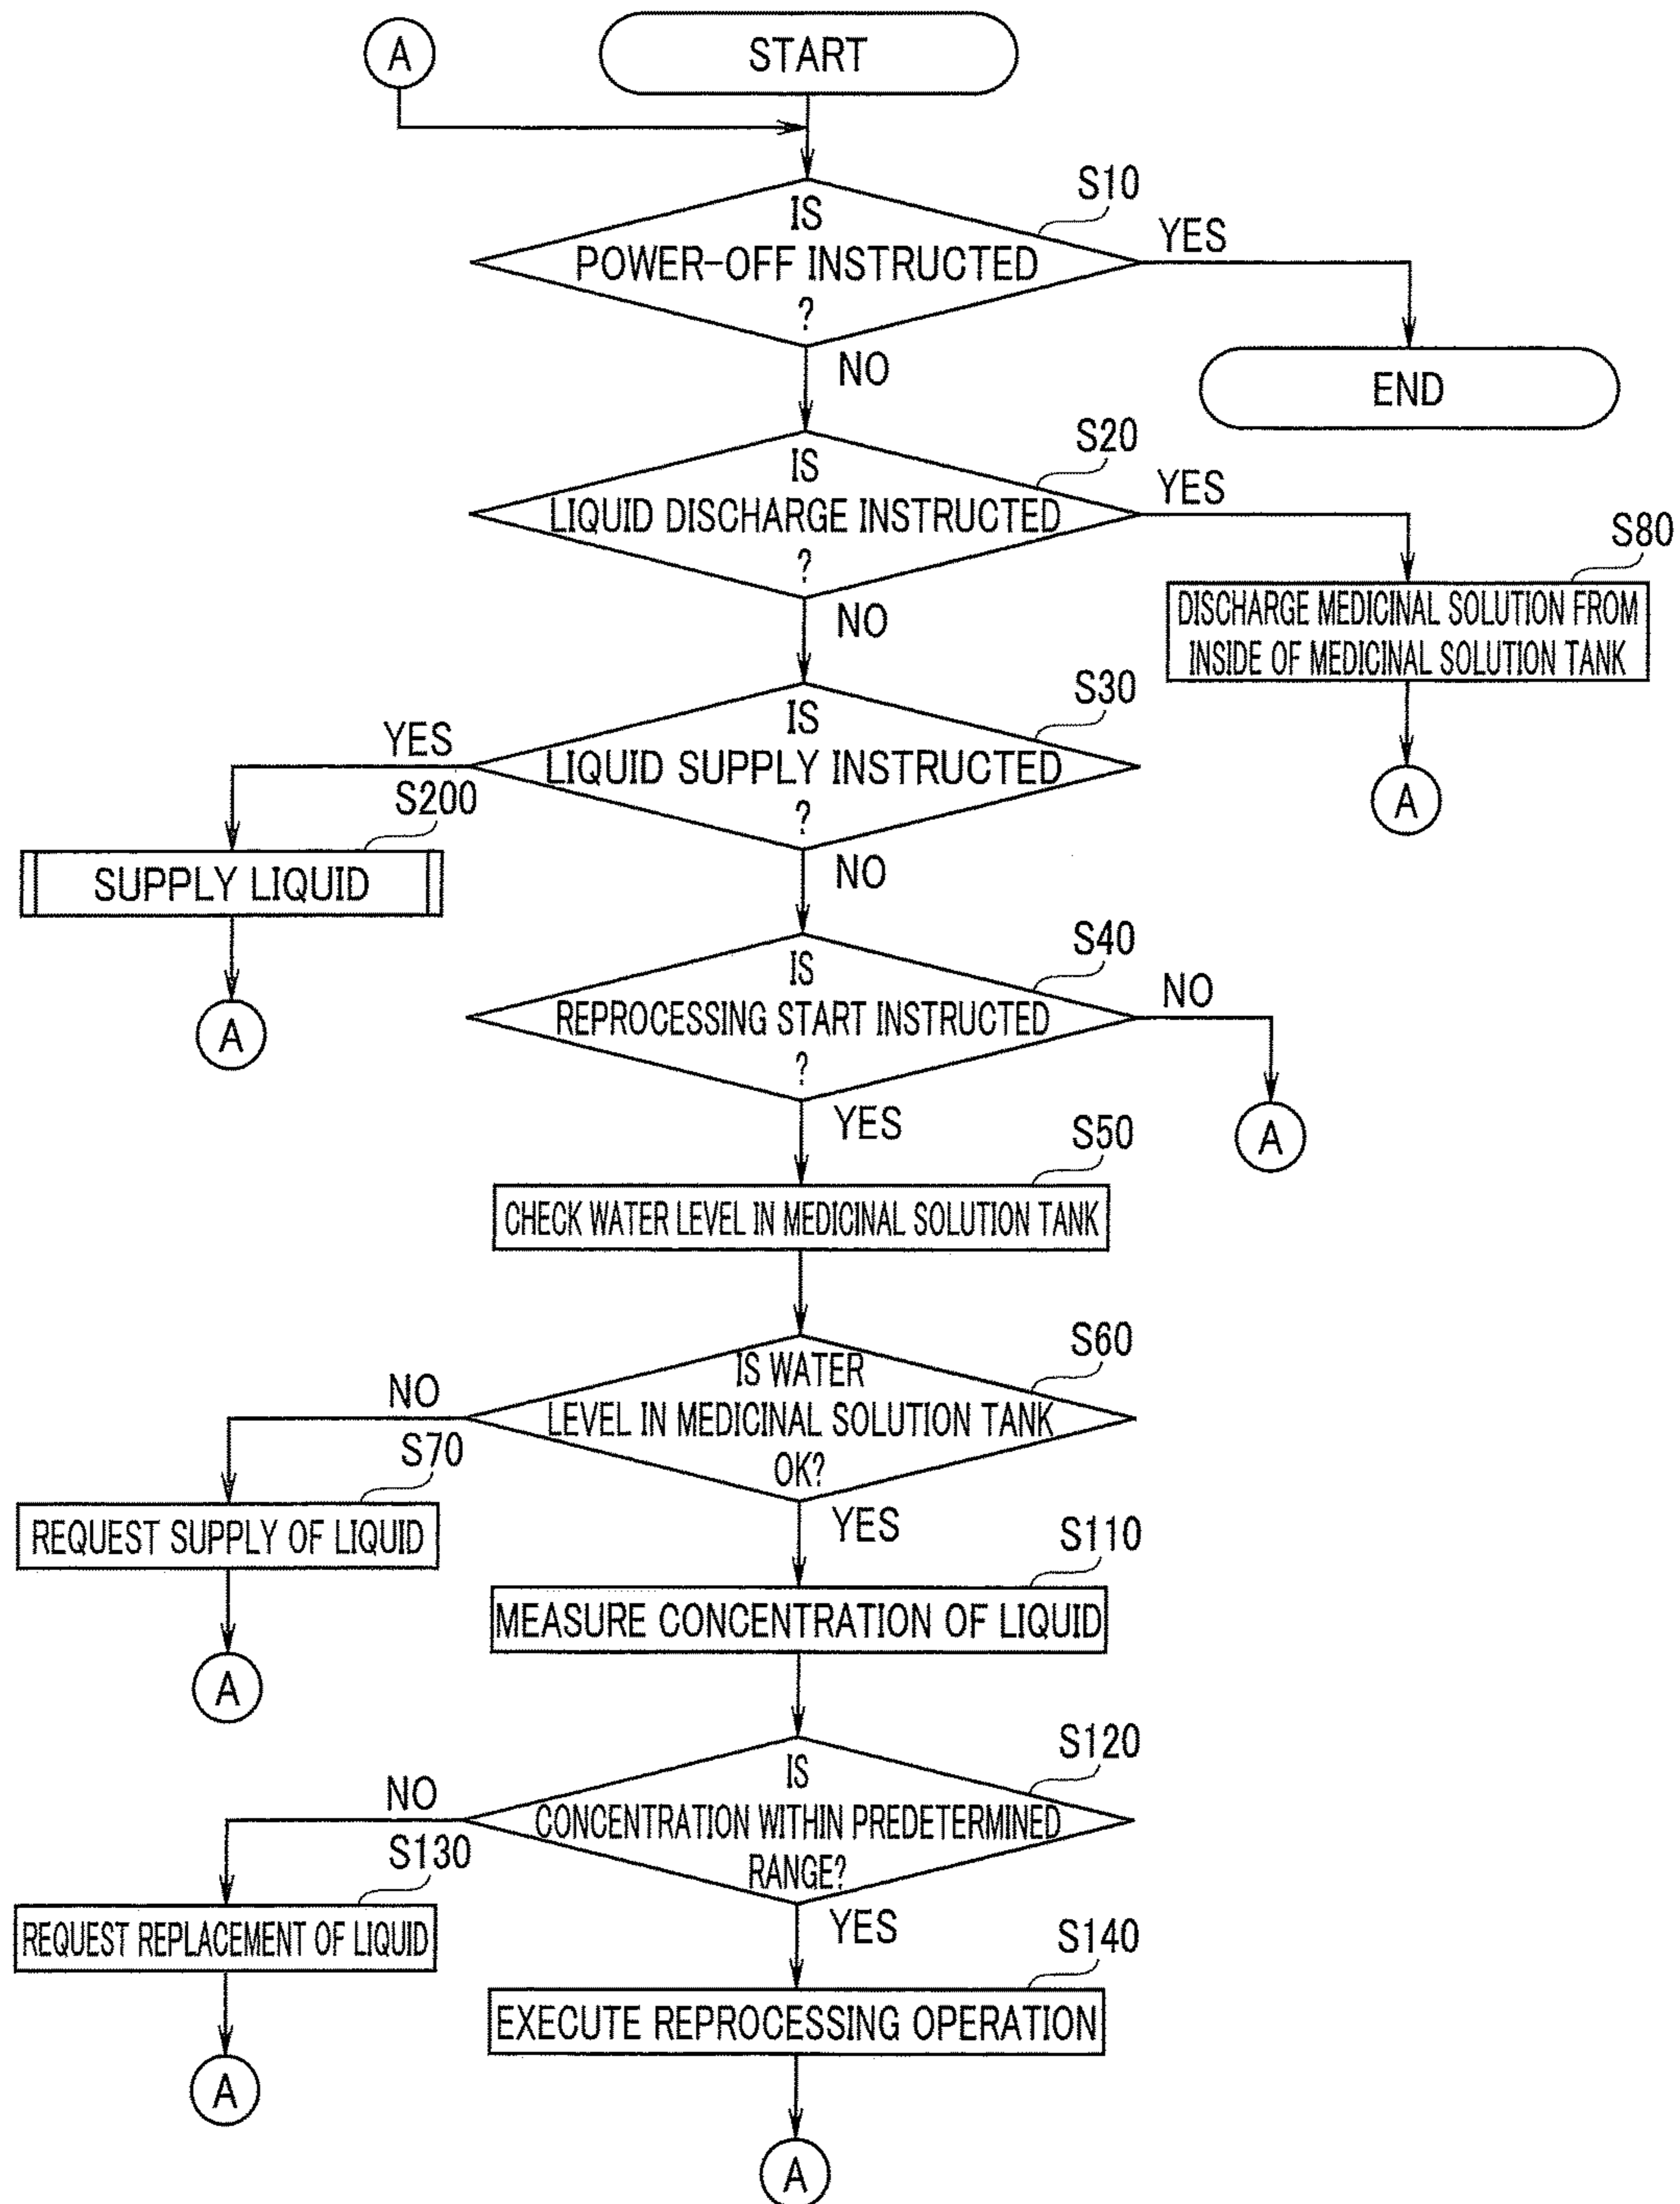 A
START
S10
IS
POWER-OFF INSTRUCTED
?
YES
NO
END
S20
IS
LIQUID DISCHARGE INSTRUCTED
?
YES
NO
S80
DISCHARGE MEDICINAL SOLUTION FROM
INSIDE OF MEDICINAL SOLUTION TANK
A
S30
IS
LIQUID SUPPLY INSTRUCTED
?
YES
NO
S200
SUPPLY LIQUID
A
S40
IS
REPROCESSING START INSTRUCTED
?
NO
A
YES
S50
CHECK WATER LEVEL IN MEDICINAL SOLUTION TANK
S60
IS WATER
LEVEL IN MEDICINAL SOLUTION TANK
OK?
NO
YES
S70
REQUEST SUPPLY OF LIQUID
A
S110
MEASURE CONCENTRATION OF LIQUID
S120
IS
CONCENTRATION WITHIN PREDETERMINED
RANGE?
NO
YES
S130
REQUEST REPLACEMENT OF LIQUID
A
S140
EXECUTE REPROCESSING OPERATION
A